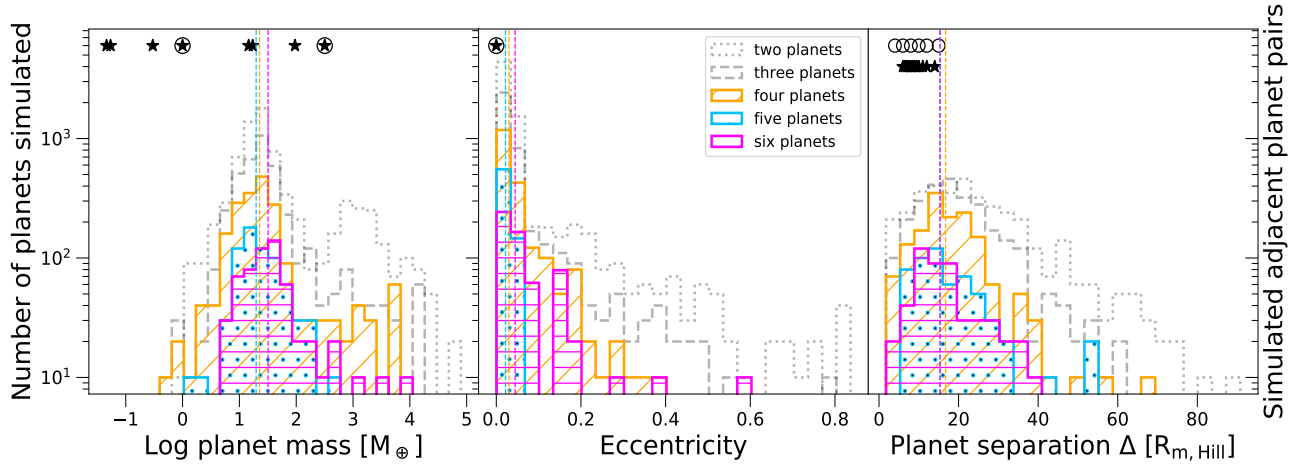 Number of planets simulated
10³
10²
10¹
−1
0
1
2
3
4
5
Log planet mass [M⊕]
two planets
three planets
four planets
five planets
six planets
0.0
0.2
0.4
0.6
0.8
Eccentricity
0
20
40
60
80
Planet separation Δ [Rm, Hill]
Simulated adjacent planet pairs